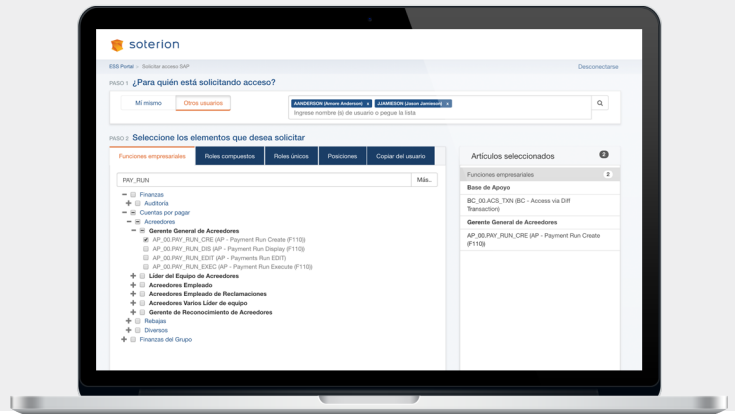 soterion
ESS Portal > Solicitar acceso SAP
Desconectarse
PASO 1 ¿Para quién está solicitando acceso?
Mí mismo
Otros usuarios
AANDERSON (Amore Anderson) x
JJAMIESON (Jason Jamieson) x
Ingrese nombre (s) de usuario o pegue la lista
PASO 2 Seleccione los elementos que desea solicitar
Funciones empresariales
Roles compuestos
Roles únicos
Posiciones
Copiar del usuario
PAY_RUN
Más..
Finanzas
Auditoría
Cuentas por pagar
Acreedores
Gerente General de Acreedores
AP_00.PAY_RUN_CRE (AP - Payment Run Create (F110))
AP_00.PAY_RUN_DIS (AP - Payment Run Display (F110))
AP_00.PAY_RUN_EDIT (AP - Payments Run EDIT)
AP_00.PAY_RUN_EXEC (AP - Payment Run Execute (F110))
Líder del Equipo de Acreedores
Acreedores Empleado
Acreedores Empleado de Reclamaciones
Acreedores Varios Líder de equipo
Gerente de Reconocimiento de Acreedores
Rebajas
Diversos
Finanzas del Grupo
Artículos seleccionados 2
Funciones empresariales 2
Base de Apoyo
BC_00.ACS_TXN (BC - Access via Diff
Transaction)
Gerente General de Acreedores
AP_00.PAY_RUN_CRE (AP - Payment Run Create
(F110))